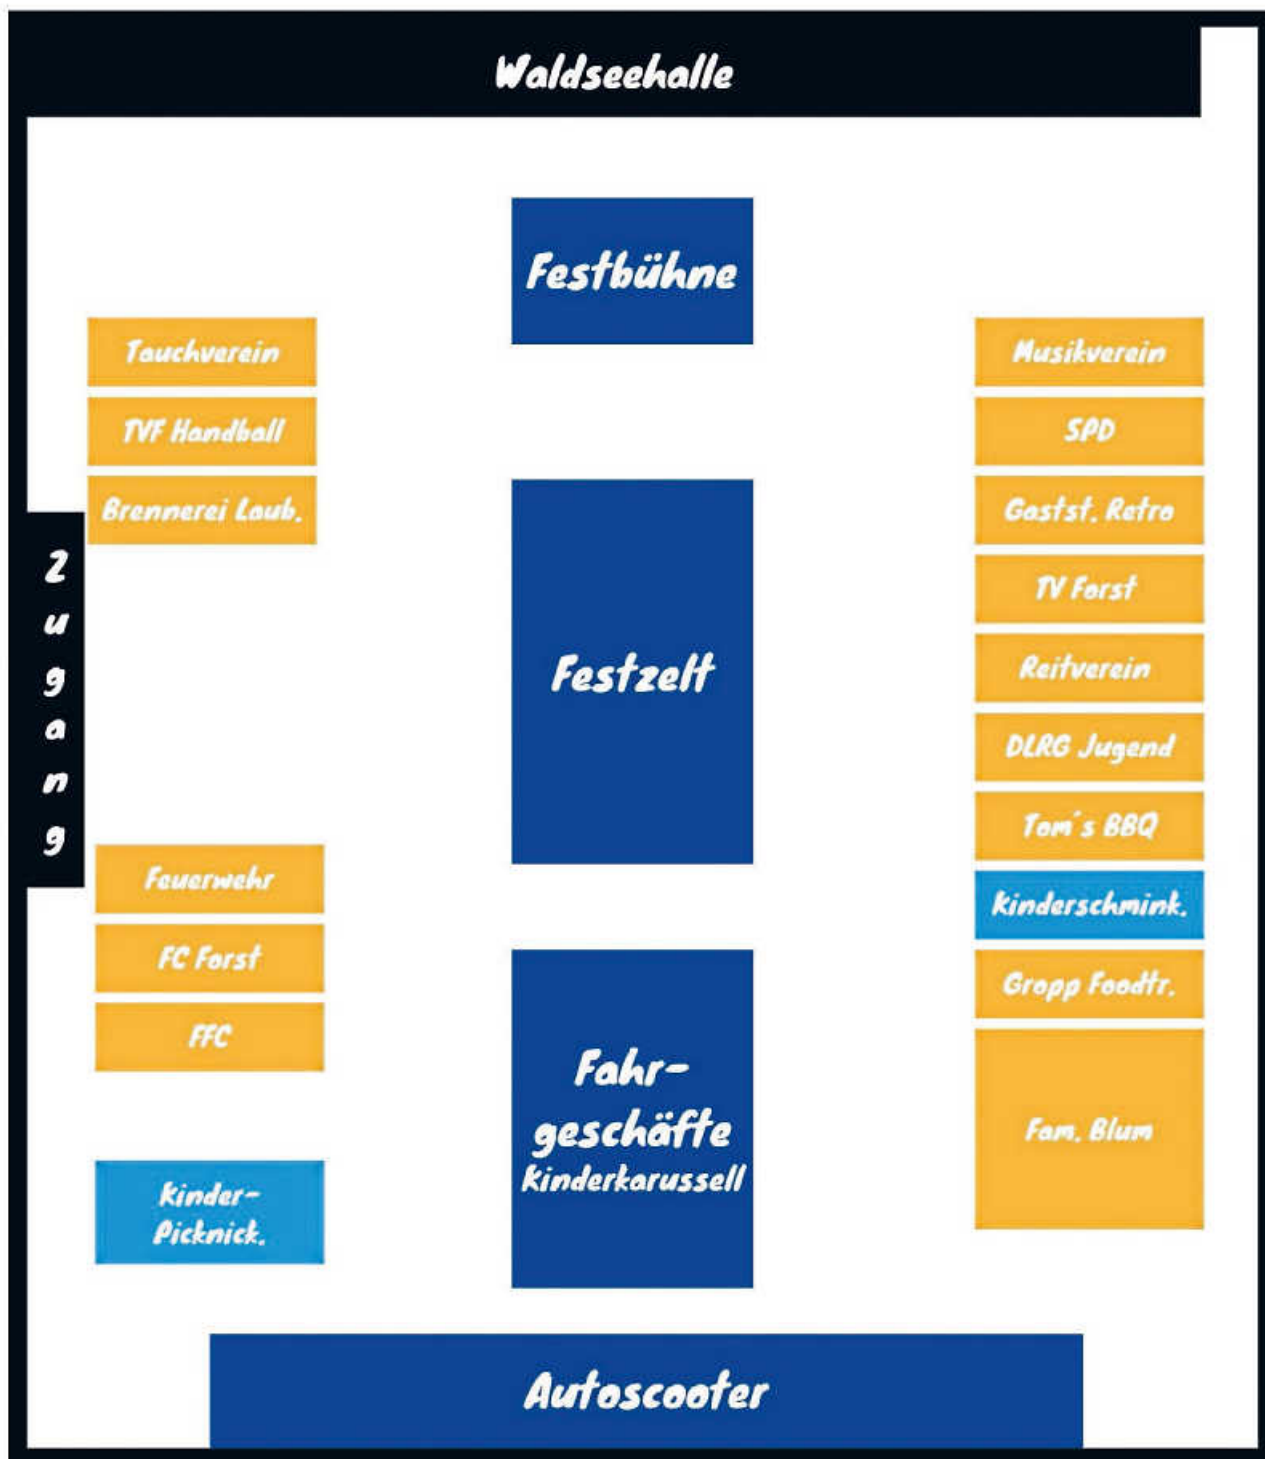 Waldseehalle
Festbühne
Tauchverein
TVF Handball
Brennerei Laub.
Zugang
Feuerwehr
FC Forst
FFC
Kinder-
Picknick.
Festzelt
Fahr-
geschäfte
Kinderkarussell
Musikverein
SPD
Gastst. Retro
TV Forst
Reitverein
DLRG Jugend
Tom´s BBQ
Kinderschmink.
Gropp Foodtr.
Fam. Blum
Autoscooter